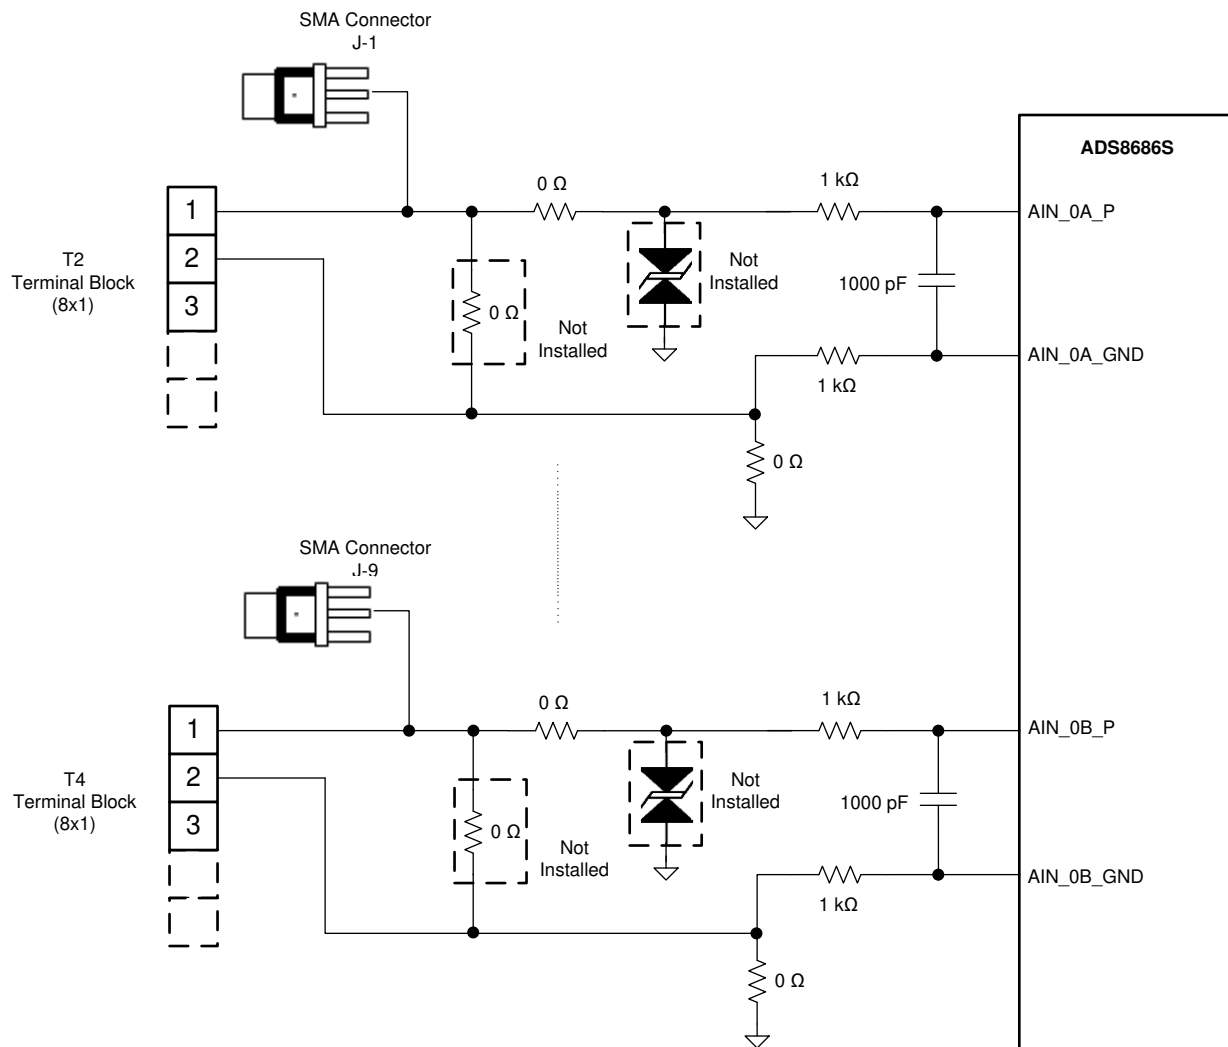 SMA Connector
J-1
ADS8686S
0 Ω
1 kΩ
1
AIN_0A_P
T2
Terminal Block
(8x1)
2
3
Not
Installed
1000 pF
0 Ω
Not
Installed
AIN_0A_GND
1 kΩ
0 Ω
SMA Connector
J-9
0 Ω
1 kΩ
1
AIN_0B_P
T4
Terminal Block
(8x1)
2
3
Not
Installed
1000 pF
0 Ω
Not
Installed
AIN_0B_GND
1 kΩ
0 Ω